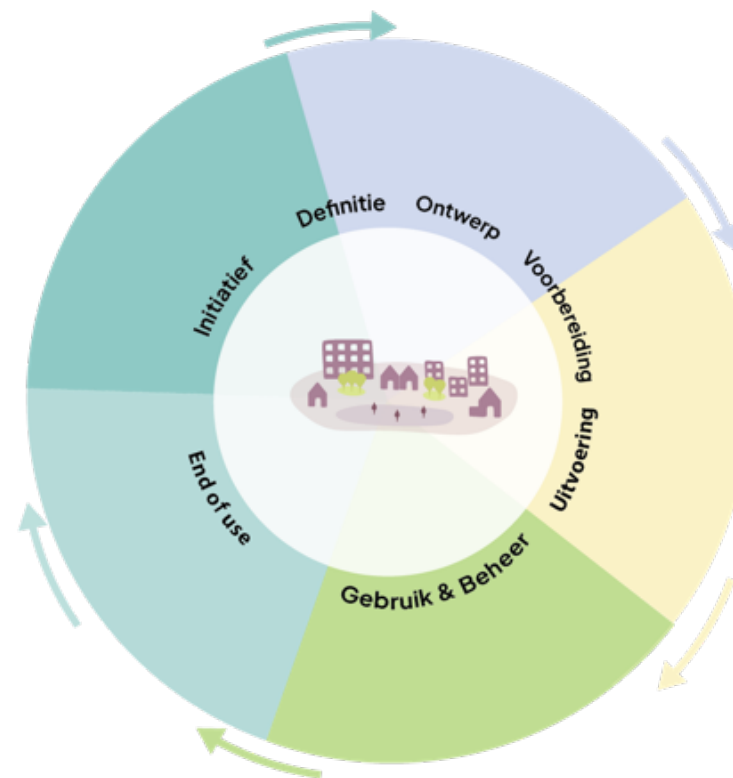 Initiatief
Definitie
Ontwerp
Voorbereiding
Uitvoering
Gebruik & Beheer
End of use